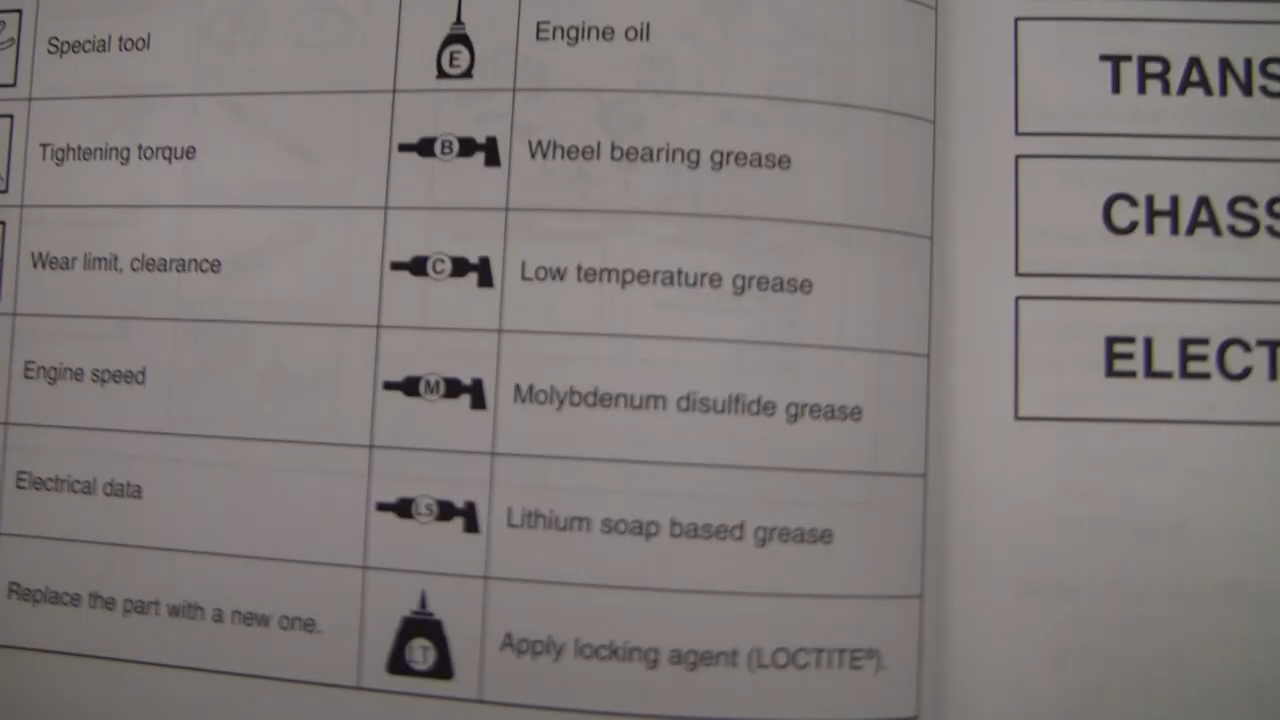 Special tool
E
Engine oil
Tightening torque
B
Wheel bearing grease
Wear limit, clearance
C
Low temperature grease
Engine speed
M
Molybdenum disulfide grease
Electrical data
LS
Lithium soap based grease
Replace the part with a new one.
LT
Apply locking agent (LOCTITE®).
TRANS
CHASS
ELECT